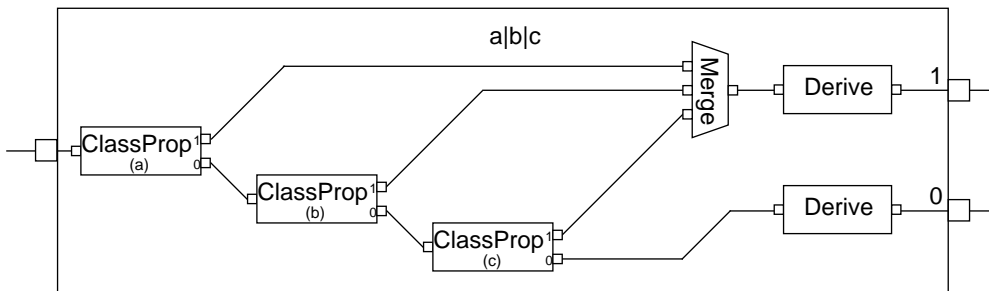 a|b|c
Merge
Derive
1
ClassProp
1
(a)
0
ClassProp
1
(b)
0
Derive
0
ClassProp
1
(c)
0